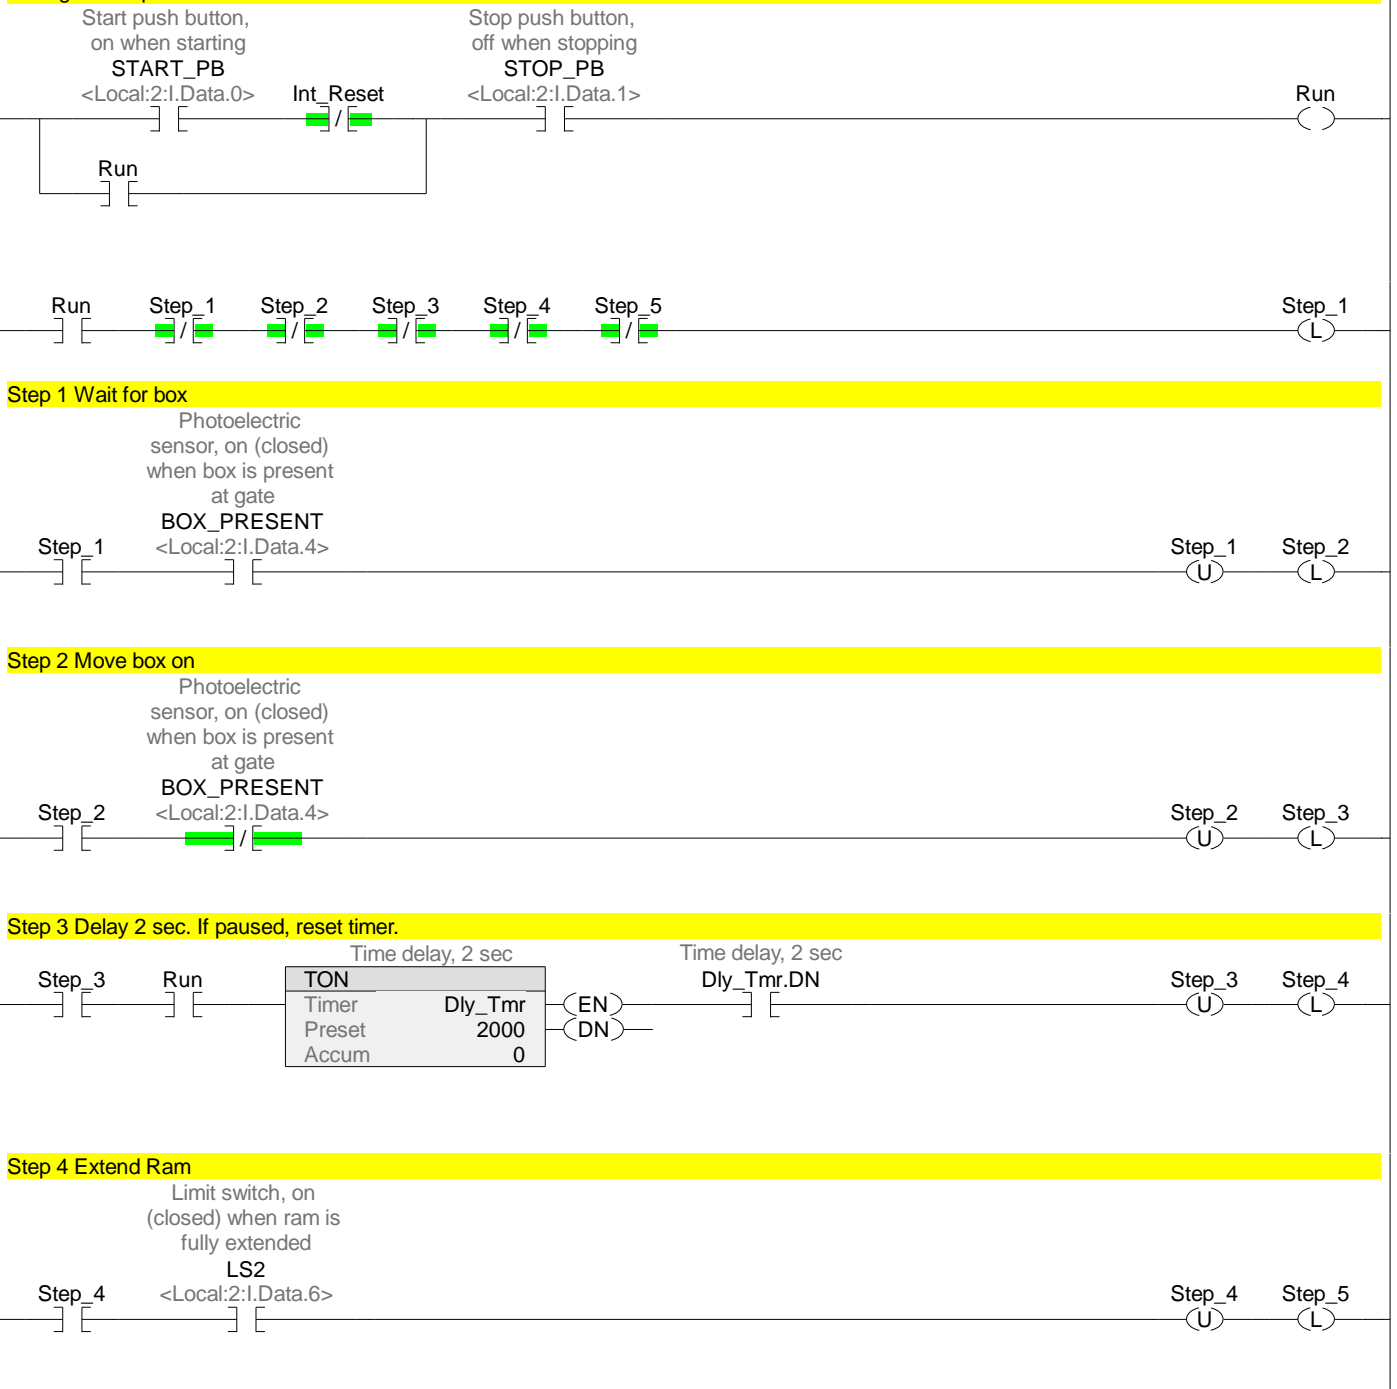 Start push button,
on when starting
START_PB
<Local:2:I.Data.0>
Int_Reset
Stop push button,
off when stopping
STOP_PB
<Local:2:I.Data.1>
Run
/
Run
Run
Step_1
Step_2
Step_3
Step_4
Step_5
Step_1
/
/
/
/
/
L
Step 1 Wait for box
Photoelectric
sensor, on (closed)
when box is present
at gate
BOX_PRESENT
Step_1
<Local:2:I.Data.4>
Step_1
Step_2
U
L
Step 2 Move box on
Photoelectric
sensor, on (closed)
when box is present
at gate
BOX_PRESENT
Step_2
<Local:2:I.Data.4>
Step_2
Step_3
/
U
L
Step 3 Delay 2 sec. If paused, reset timer.
Time delay, 2 sec
Time delay, 2 sec
Step_3
Run
TON
Dly_Tmr.DN
Step_3
Step_4
Timer Dly_Tmr
EN
U
L
Preset 2000
DN
Accum 0
Step 4 Extend Ram
Limit switch, on
(closed) when ram is
fully extended
LS2
Step_4
<Local:2:I.Data.6>
Step_4
Step_5
U
L